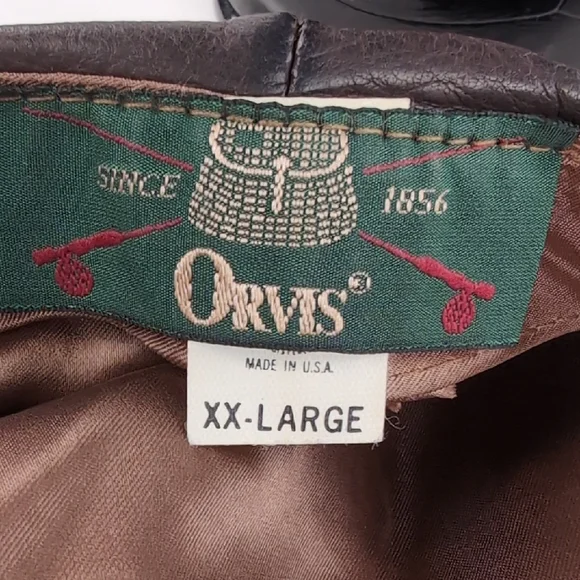 SINCE 1856
ORVIS®
MADE IN U.S.A.
XX-LARGE